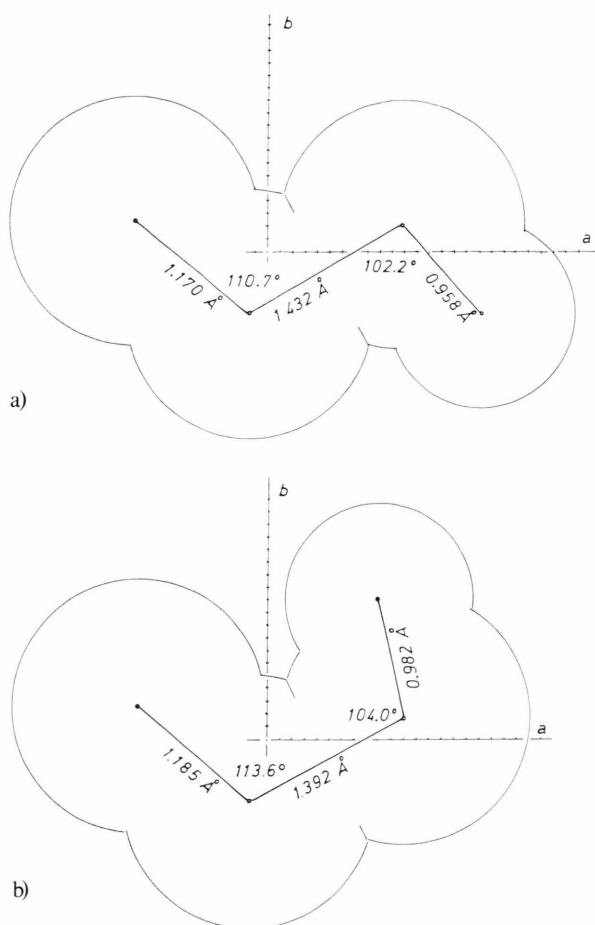 b
a
1.170 Å
110.7°
1 432 Å
102.2°
0.958 Å
a)
b
a
1.185 Å
113.6°
1.392 Å
104.0°
0.982 Å
b)